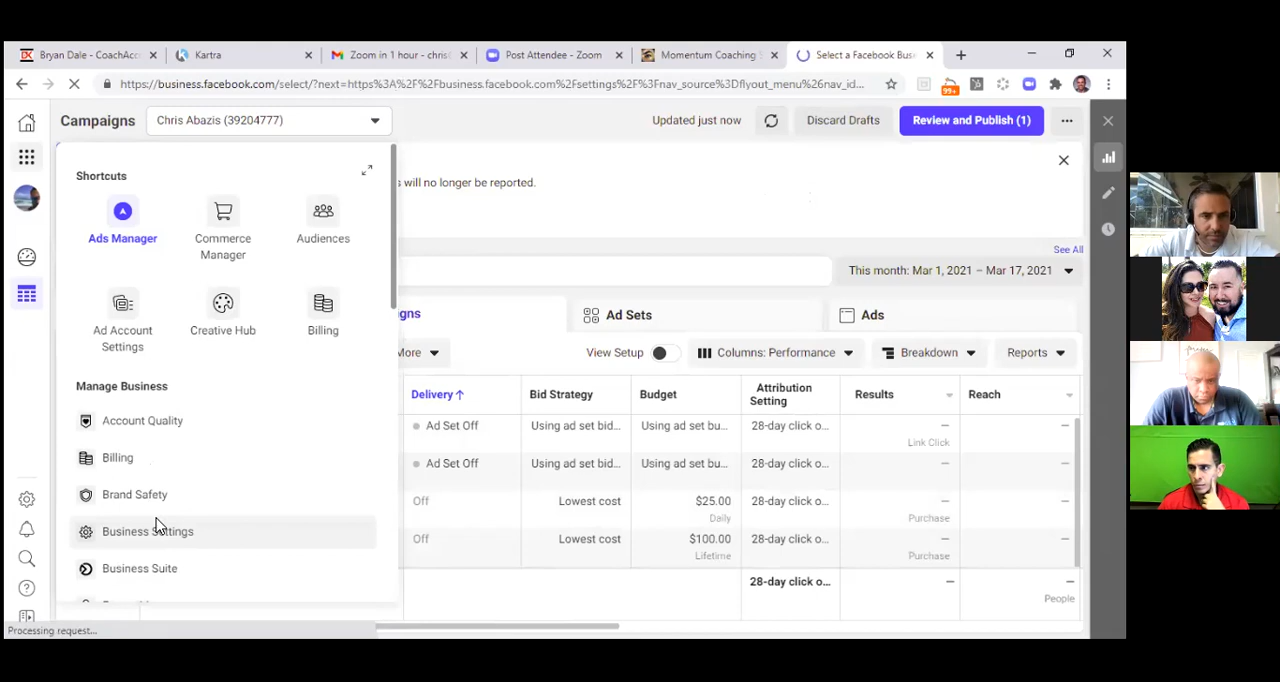 Bryan Dale - CoachAcc
Kartra
Zoom in 1 hour - chris
Post Attendee - Zoom
Momentum Coaching
Select a Facebook Busi
https://business.facebook.com/select/?next=https%3A%2F%2Fbusiness.facebook.com%2Fsettings%2F%3Fnav_source%3Dflyout_menu%26nav_id...
99+
Campaigns
Chris Abazis (39204777)
Updated just now
Discard Drafts
Review and Publish (1)
Shortcuts
s will no longer be reported.
Ads Manager
Commerce
Manager
Audiences
See All
This month: Mar 1, 2021 – Mar 17, 2021
Ad Account
Settings
Creative Hub
Billing
gns
Ad Sets
Ads
More
View Setup
Columns: Performance
Breakdown
Reports
Manage Business
Account Quality
Billing
Brand Safety
Business Settings
Business Suite
Delivery
Bid Strategy
Budget
Attribution
Setting
Results
Reach
Ad Set Off
Using ad set bid...
Using ad set bu...
28-day click o...
—
—
Link Click
Ad Set Off
Using ad set bid...
Using ad set bu...
28-day click o...
—
—
Off
Lowest cost
$25.00
28-day click o...
—
—
Daily
Purchase
Off
Lowest cost
$100.00
28-day click o...
—
—
Lifetime
Purchase
28-day click o...
—
—
People
Processing request...